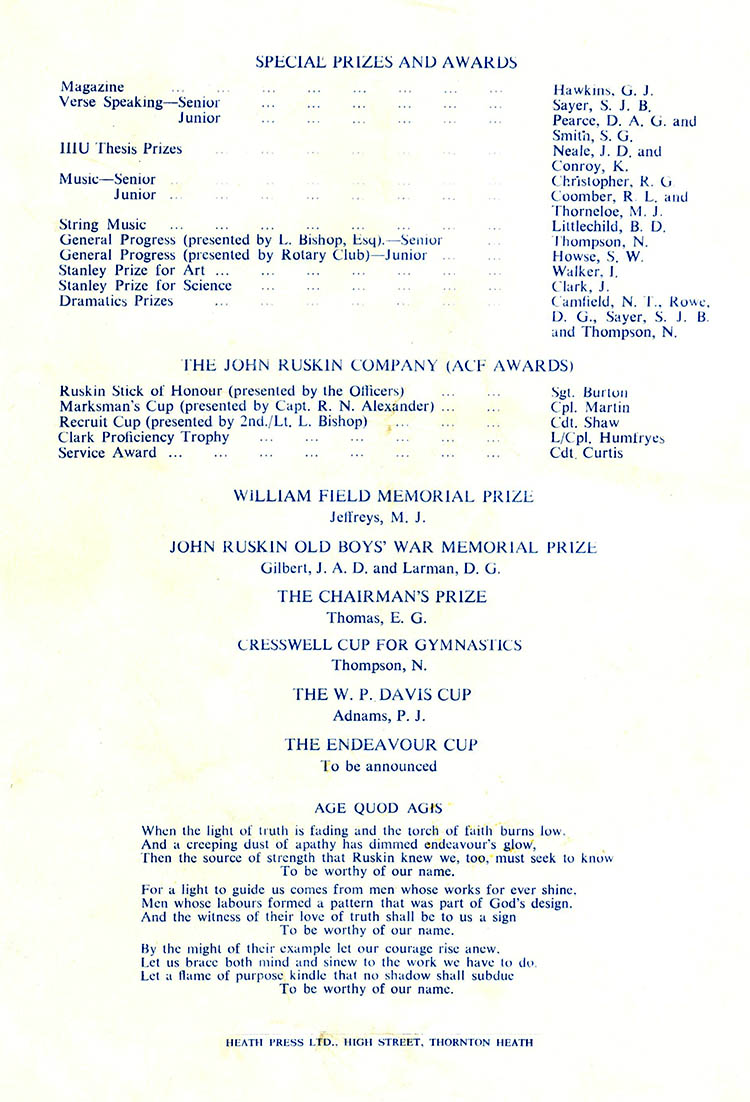 SPECIAL PRIZES AND AWARDS
Magazine ... ... ... ... ... ... ... ... Hawkins, G. J.
Verse Speaking—Senior ... ... ... ... ... ... Sayer, S. J. B.
Junior ... ... ... ... ... ... Pearce, D. A. G. and
Smith, S. G.
IIIU Thesis Prizes ... ... ... ... ... ... ... Neale, J. D. and
Conroy, K.
Music—Senior ... ... ... ... ... ... ... ... Christopher, R. G.
Junior ... ... ... ... ... ... ... ... Coomber, R. L. and
Thorneloe, M. J.
String Music ... ... ... ... ... ... ... ... Littlechild, B. D.
General Progress (presented by L. Bishop, Esq).—Senior ... Thompson, N.
General Progress (presented by Rotary Club)—Junior ... ... Howse, S. W.
Stanley Prize for Art ... ... ... ... ... ... ... Walker, J.
Stanley Prize for Science ... ... ... ... ... ... Clark, J.
Dramatics Prizes ... ... ... ... ... ... ... Camfield, N. T., Rowe,
D. G., Sayer, S. J. B.
and Thompson, N.
THE JOHN RUSKIN COMPANY (ACF AWARDS)
Ruskin Stick of Honour (presented by the Officers) ... ... Sgt. Burton
Marksman's Cup (presented by Capt. R. N. Alexander) ... ... Cpl. Martin
Recruit Cup (presented by 2nd./Lt. L. Bishop) ... ... ... Cdt. Shaw
Clark Proficiency Trophy ... ... ... ... ... ... L/Cpl. Humfryes
Service Award ... ... ... ... ... ... ... ... Cdt. Curtis
WILLIAM FIELD MEMORIAL PRIZE
Jeffreys, M. J.
JOHN RUSKIN OLD BOYS' WAR MEMORIAL PRIZE
Gilbert, J. A. D. and Larman, D. G.
THE CHAIRMAN'S PRIZE
Thomas, E. G.
CRESSWELL CUP FOR GYMNASTICS
Thompson, N.
THE W. P. DAVIS CUP
Adnams, P. J.
THE ENDEAVOUR CUP
To be announced
AGE QUOD AGIS
When the light of truth is fading and the torch of faith burns low.
And a creeping dust of apathy has dimmed endeavour's glow,
Then the source of strength that Ruskin knew we, too, must seek to know
To be worthy of our name.
For a light to guide us comes from men whose works for ever shine.
Men whose labours formed a pattern that was part of God's design.
And the witness of their love of truth shall be to us a sign
To be worthy of our name.
By the might of their example let our courage rise anew.
Let us brace both mind and sinew to the work we have to do.
Let a flame of purpose kindle that no shadow shall subdue
To be worthy of our name.
HEATH PRESS LTD., HIGH STREET, THORNTON HEATH